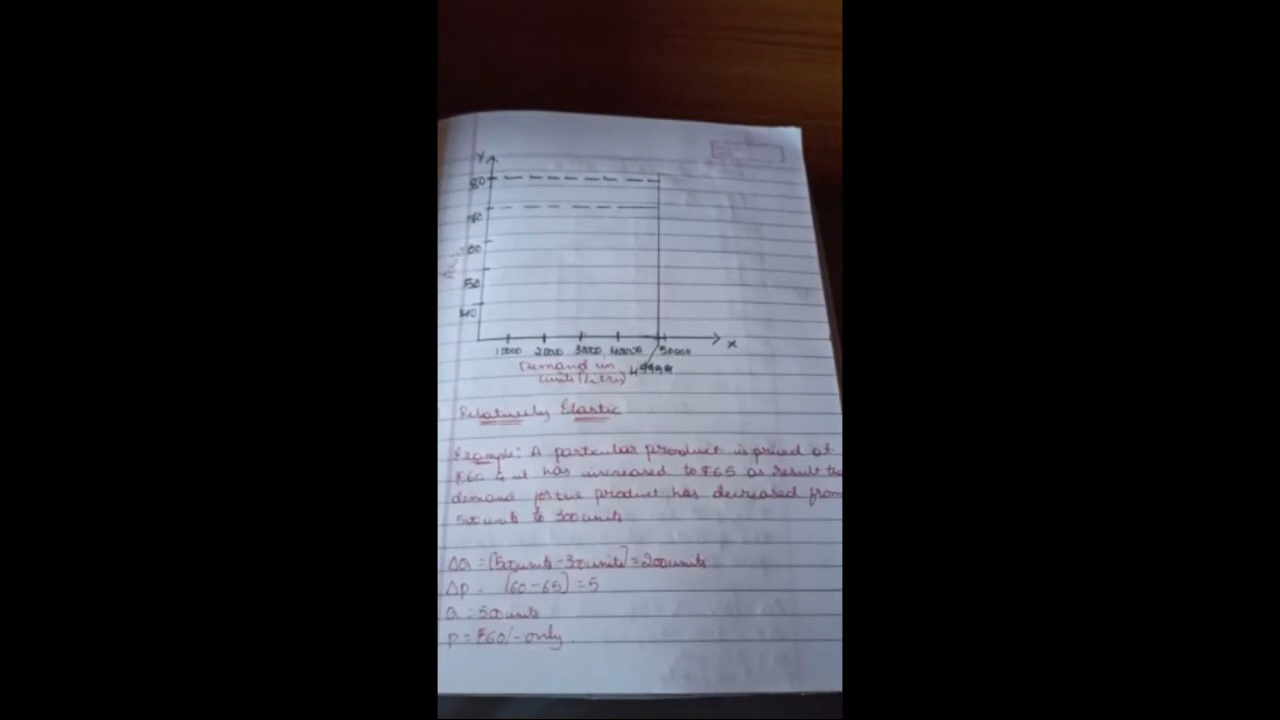 Y
80
70
60
50
40
10000 20000 30000 40000 50000 X
Demand in 49999
units (Litres)
Relatively Elastic
Example: A particular product is priced at
₹60 & it has increased to ₹65 as result the
demand for the product has decreased from
500 units to 300 units
ΔQ = [500units - 300units] = 200units
ΔP = (60-65) = 5
Q = 500units
P = ₹60/- only.